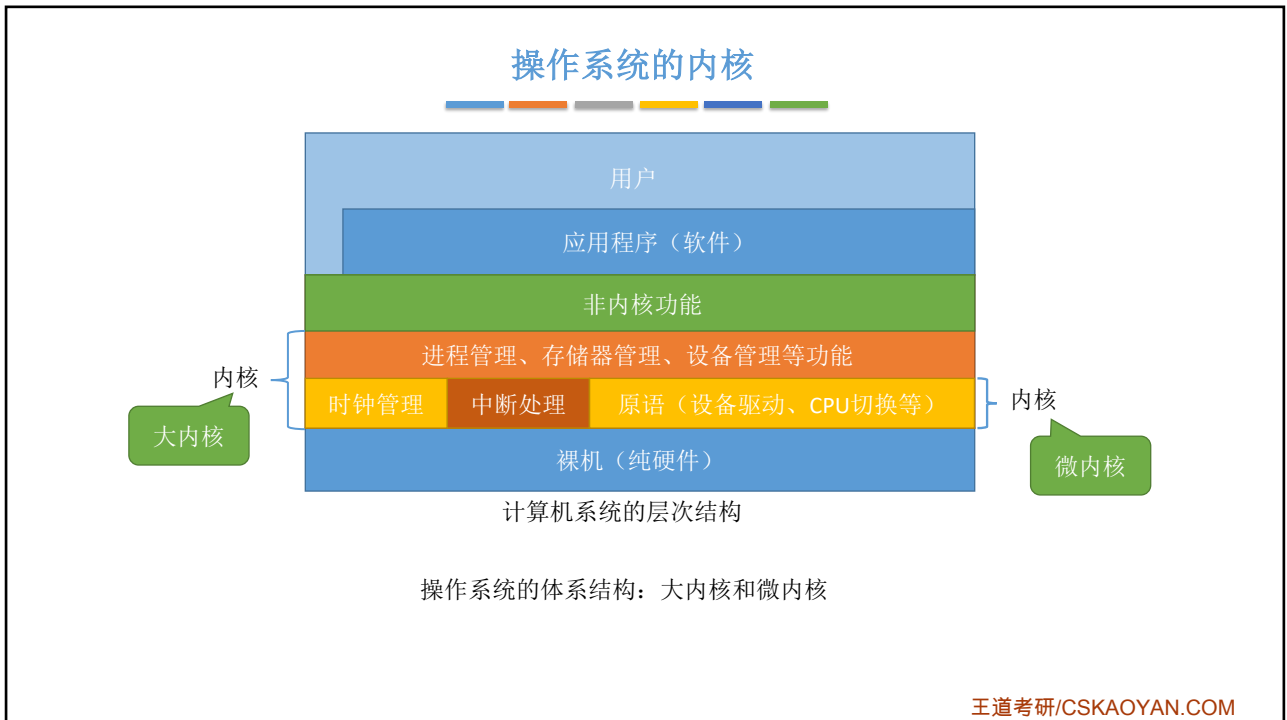 操作系统的内核
用户
应用程序（软件）
非内核功能
进程管理、存储器管理、设备管理等功能
内核
大内核
时钟管理
中断处理
原语（设备驱动、CPU切换等）
内核
微内核
裸机（纯硬件）
计算机系统的层次结构
操作系统的体系结构：大内核和微内核
王道考研/CSKAOYAN.COM